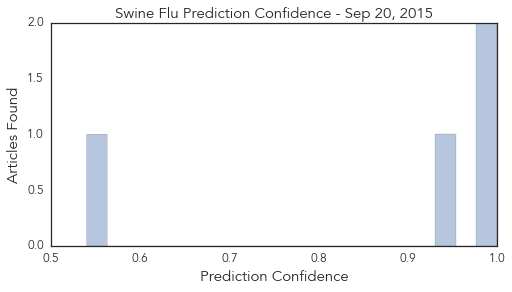 Swine Flu Prediction Confidence - Sep 20, 2015
2.0
1.5
1.0
0.5
0.0
Articles Found
0.5 0.6 0.7 0.8 0.9 1.0
Prediction Confidence